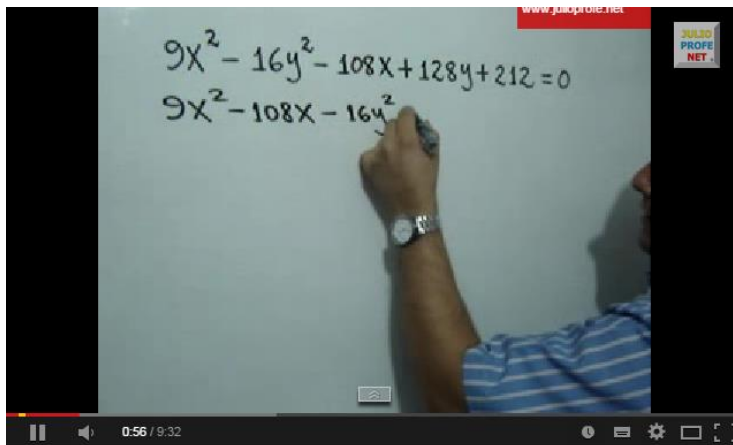 www.julioprofe.net
JULIO
PROFE
NET
9x² - 16y² - 108x + 128y + 212 = 0
9x² - 108x - 16y²
0:56 / 9:32